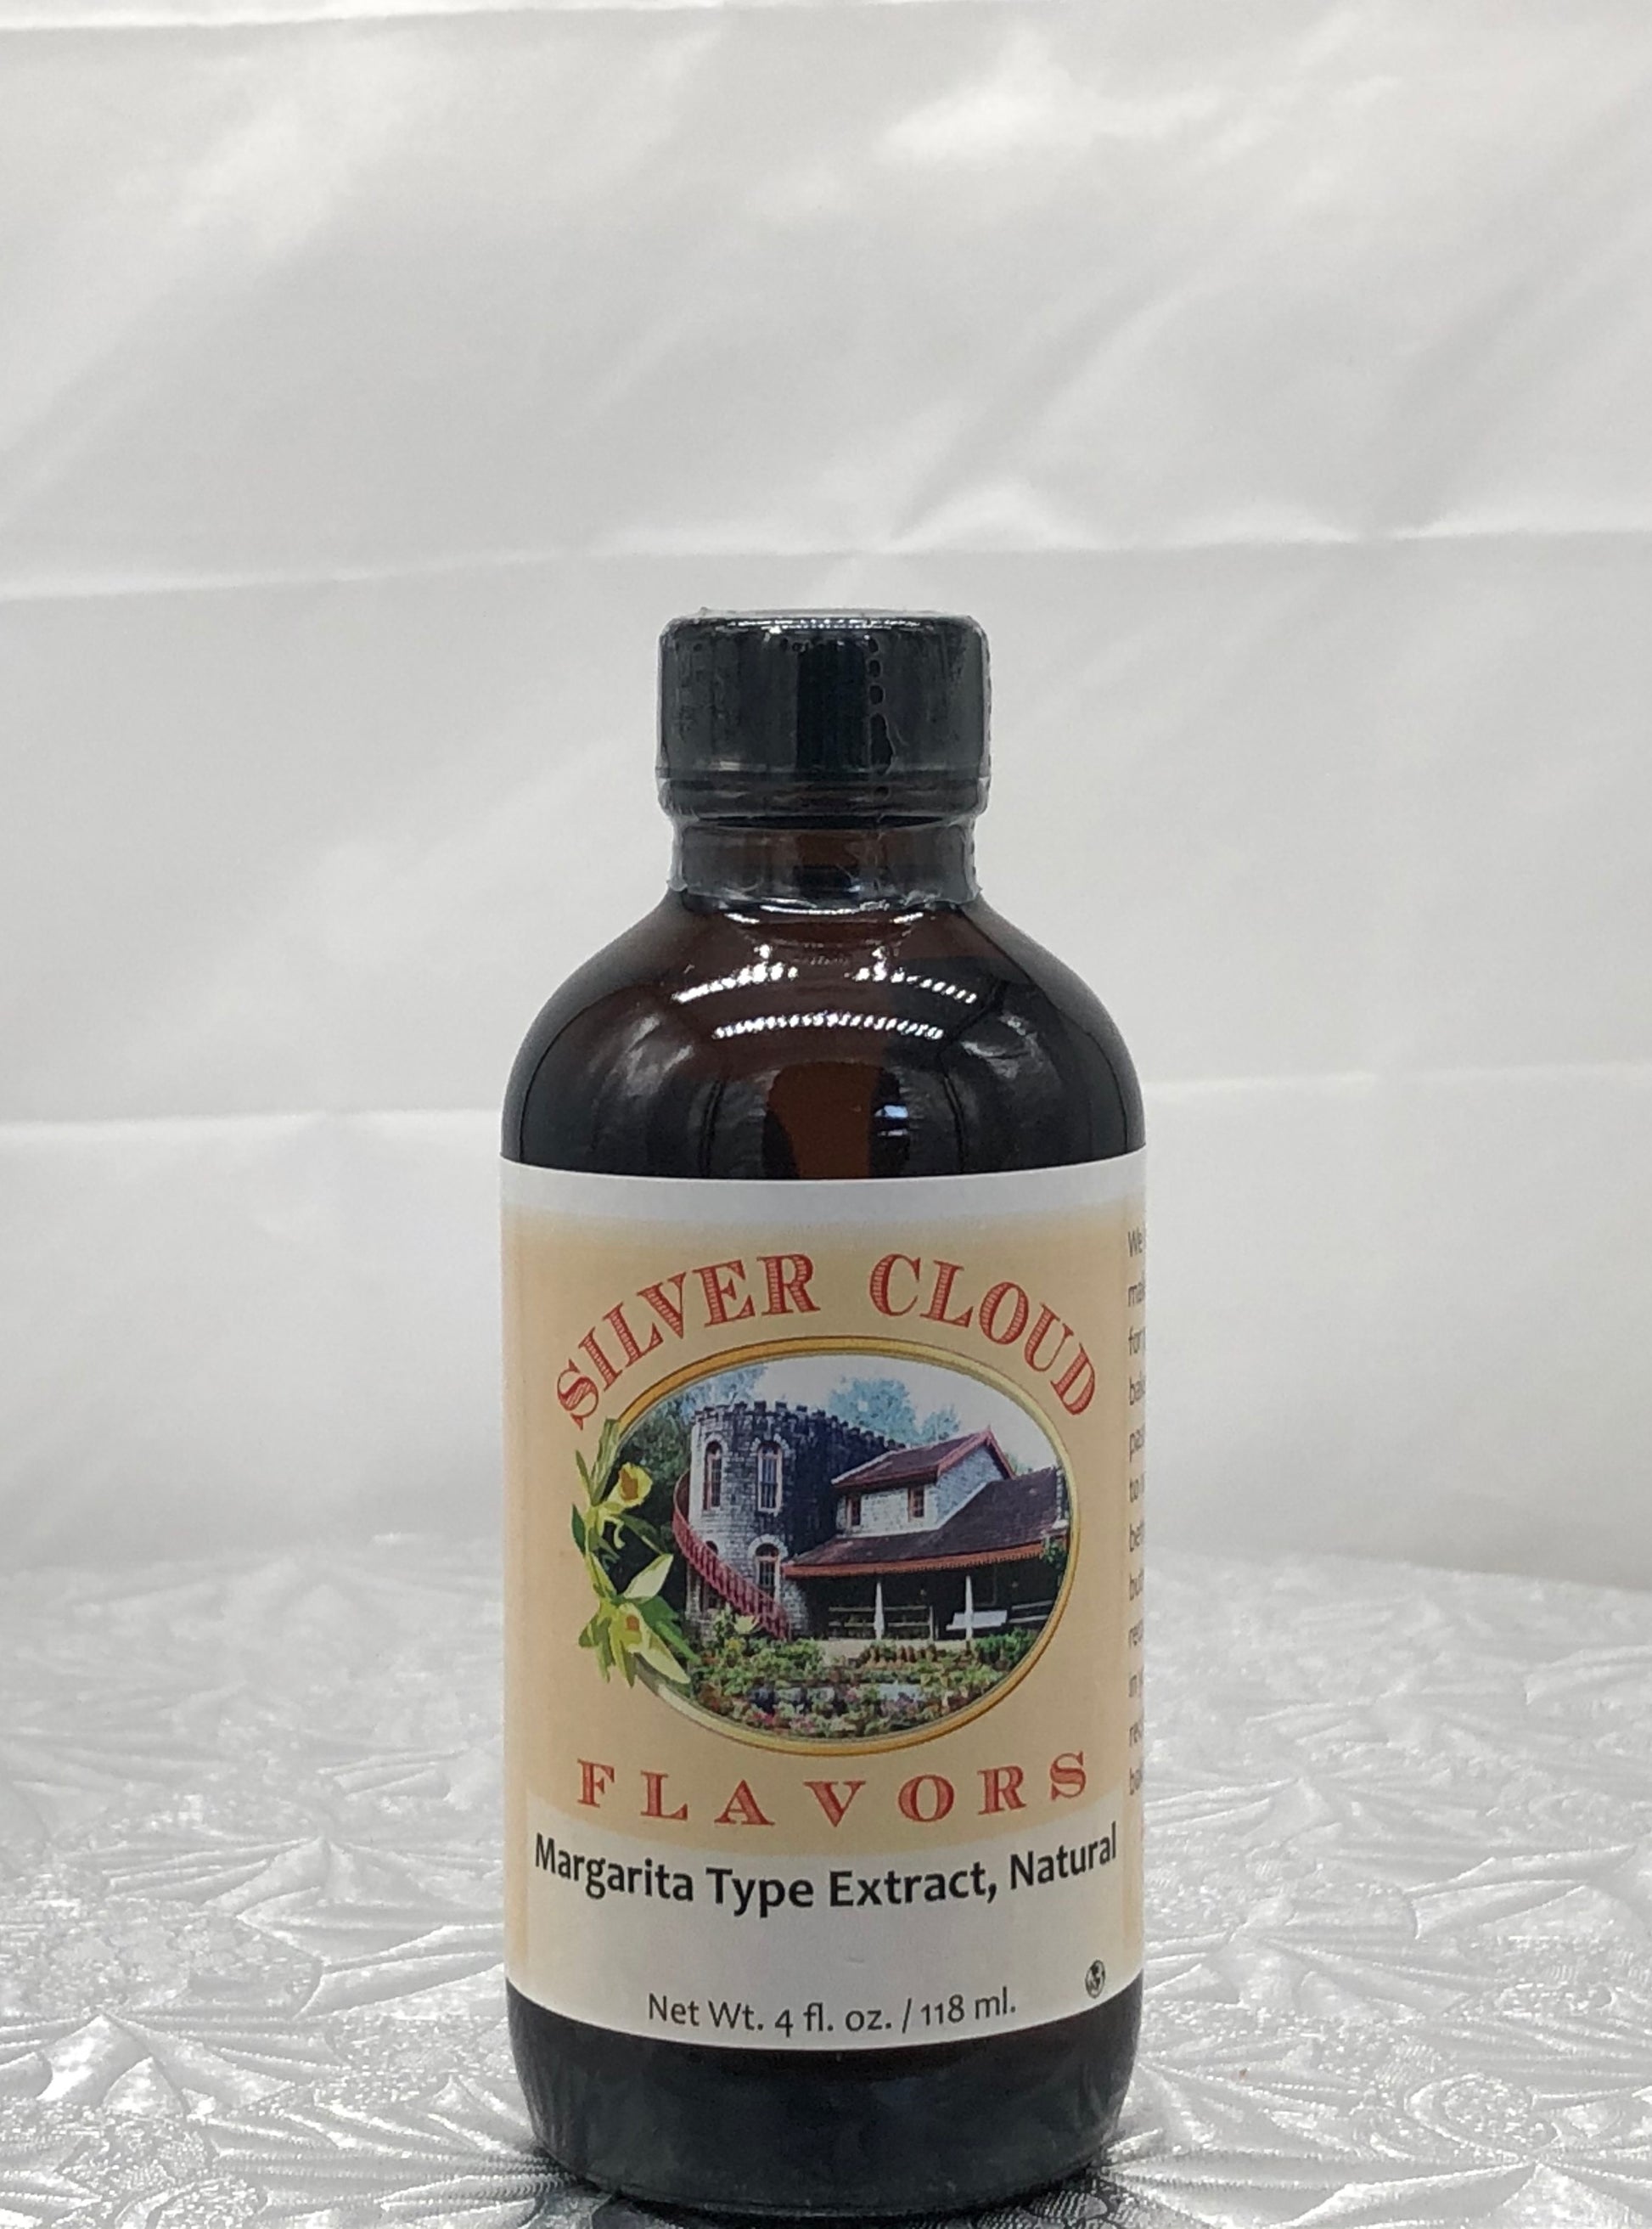 SILVER CLOUD
FLAVORS
Margarita Type Extract, Natural
Net Wt. 4 fl. oz. / 118 ml.